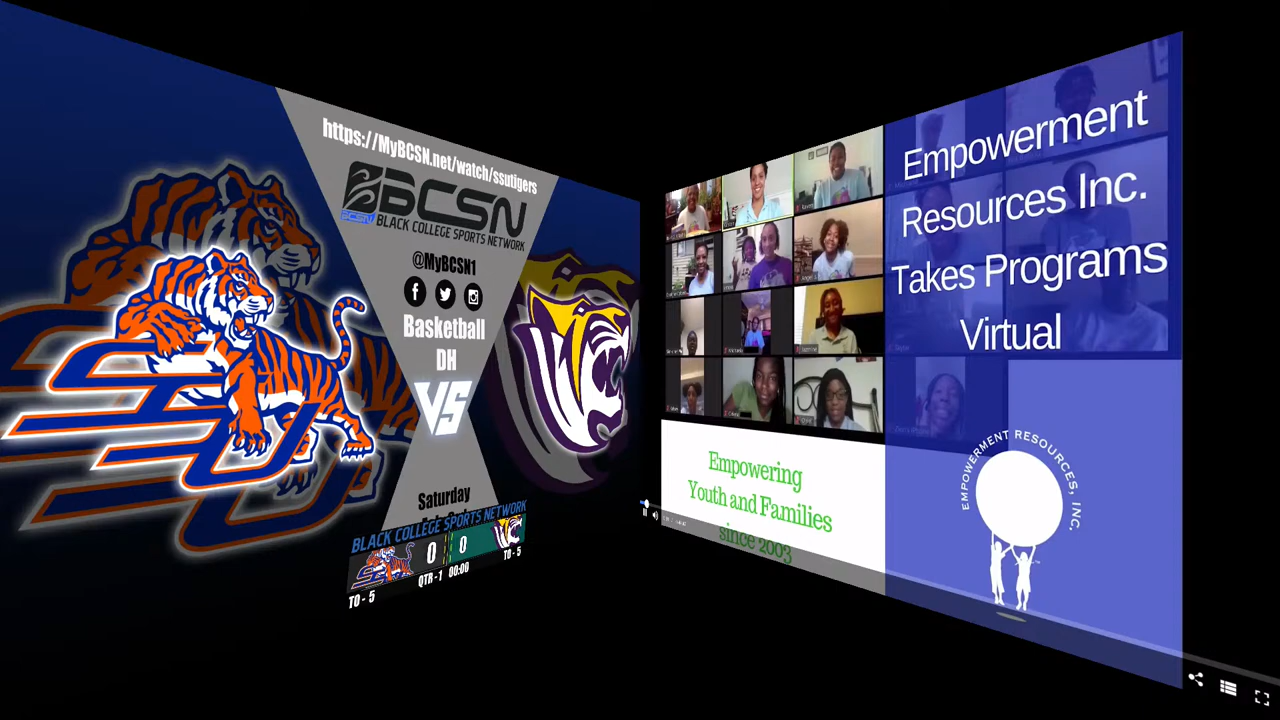 https://MyBCSN.net/watch/ssutigers
BCSN
BCSN
BLACK COLLEGE SPORTS NETWORK
@MyBCSN1
Basketball
DH
VS
Saturday
SSU
BLACK COLLEGE SPORTS NETWORK
0
0
TO - 5
QTR - 1
00:00
TO - 5
Empowerment
Resources Inc.
Takes Programs
Virtual
Empowering
Youth and Families
since 2003
EMPOWERMENT RESOURCES, INC.